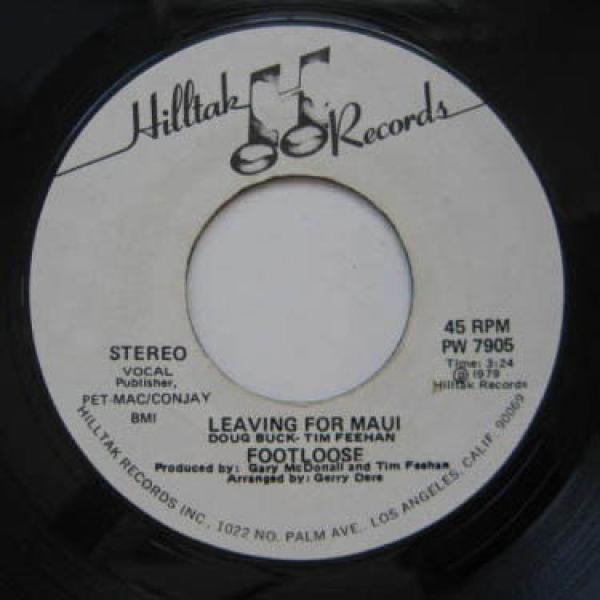 Hilltak Records
STEREO
VOCAL
Publisher,
PET-MAC/CONJAY
BMI
45 RPM
PW 7905
Time: 3:24
℗ 1979
Hilltak Records
LEAVING FOR MAUI
DOUG BUCK- TIM FEEHAN
FOOTLOOSE
Produced by: Gary McDonall and Tim Feehan
Arranged by: Gerry Dere
HILLTAK RECORDS INC., 1022 NO. PALM AVE., LOS ANGELES, CALIF. 90069